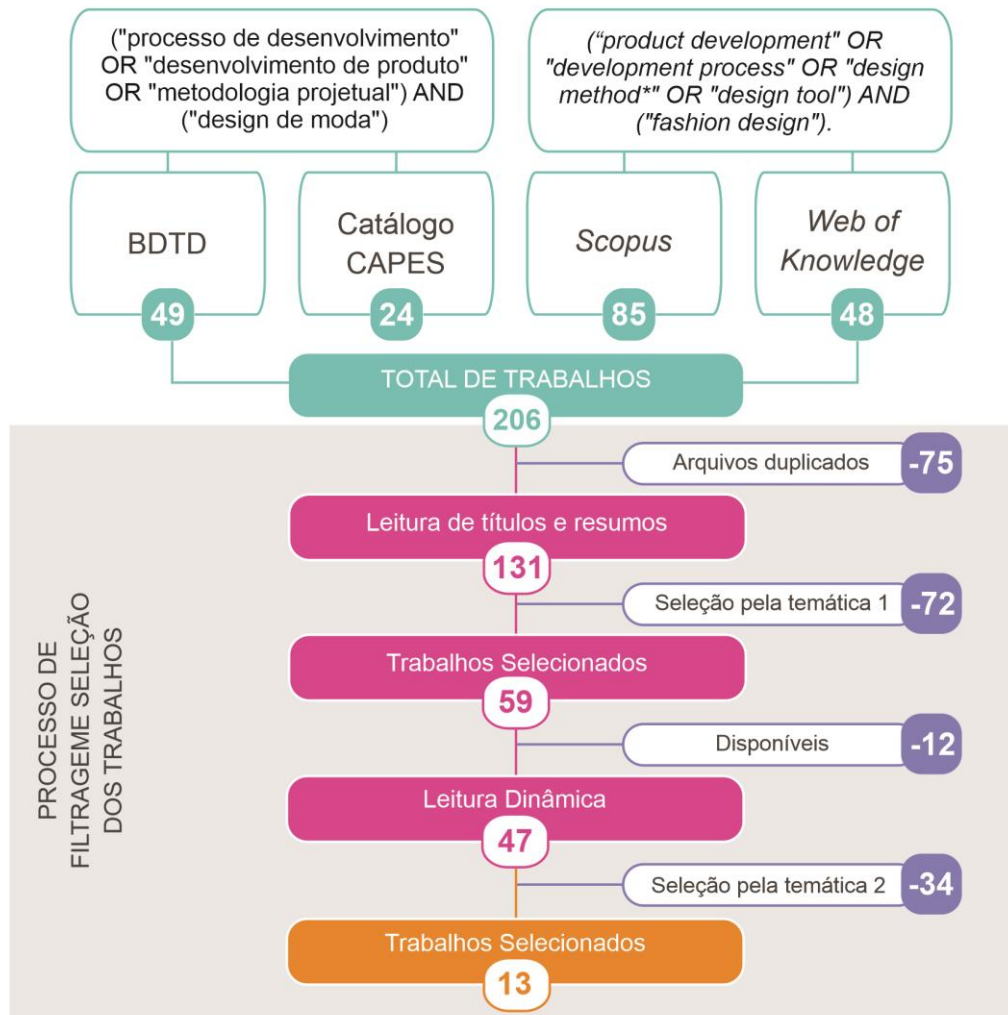 ("processo de desenvolvimento"
OR "desenvolvimento de produto"
OR "metodologia projetual") AND
("design de moda")
(“product development" OR
"development process" OR "design
method*" OR "design tool") AND
("fashion design").
BDTD
49
Catálogo
CAPES
24
Scopus
85
Web of
Knowledge
48
TOTAL DE TRABALHOS
206
Arquivos duplicados
-75
Leitura de títulos e resumos
131
Seleção pela temática 1
-72
Trabalhos Selecionados
59
Disponíveis
-12
Leitura Dinâmica
47
Seleção pela temática 2
-34
Trabalhos Selecionados
13
PROCESSO DE
FILTRAGEME SELEÇÃO
DOS TRABALHOS